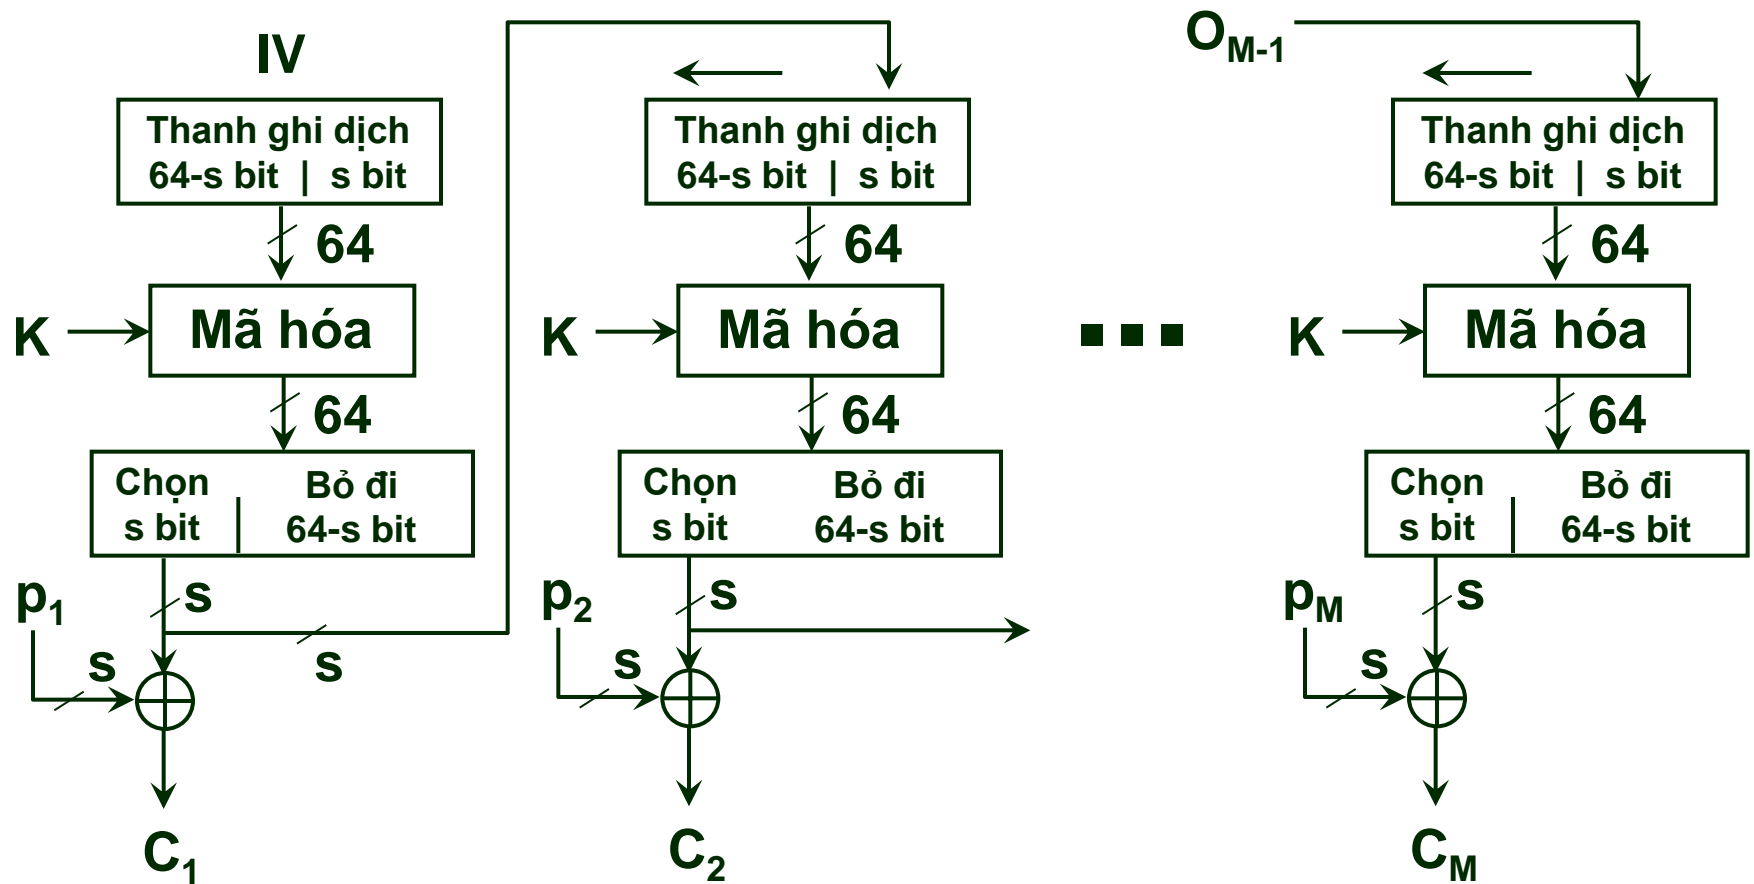 IV
Thanh ghi dịch
64-s bit | s bit
64
K
Mã hóa
64
Chọn
s bit
Bỏ đi
64-s bit
p1
s
s
s
C1
Thanh ghi dịch
64-s bit | s bit
64
K
Mã hóa
64
Chọn
s bit
Bỏ đi
64-s bit
p2
s
s
C2
OM-1
Thanh ghi dịch
64-s bit | s bit
64
K
Mã hóa
64
Chọn
s bit
Bỏ đi
64-s bit
pM
s
s
CM